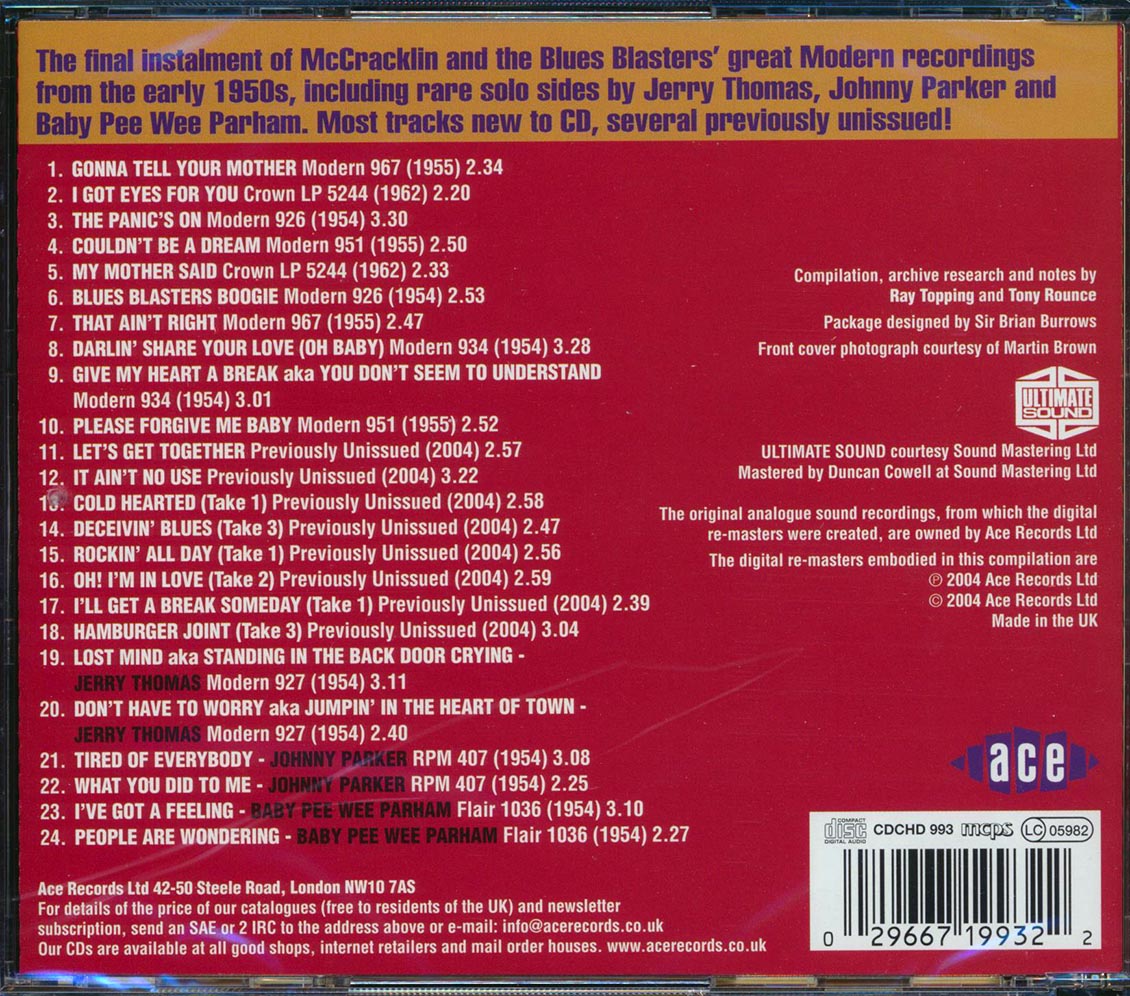 The final instalment of McCracklin and the Blues Blasters' great Modern recordings
from the early 1950s, including rare solo sides by Jerry Thomas, Johnny Parker and
Baby Pee Wee Parham. Most tracks new to CD, several previously unissued!
1. GONNA TELL YOUR MOTHER Modern 967 (1955) 2.34
2. I GOT EYES FOR YOU Crown LP 5244 (1962) 2.20
3. THE PANIC'S ON Modern 926 (1954) 3.30
4. COULDN'T BE A DREAM Modern 951 (1955) 2.50
5. MY MOTHER SAID Crown LP 5244 (1962) 2.33
6. BLUES BLASTERS BOOGIE Modern 926 (1954) 2.53
7. THAT AIN'T RIGHT Modern 967 (1955) 2.47
8. DARLIN' SHARE YOUR LOVE (OH BABY) Modern 934 (1954) 3.28
9. GIVE MY HEART A BREAK aka YOU DON'T SEEM TO UNDERSTAND
Modern 934 (1954) 3.01
10. PLEASE FORGIVE ME BABY Modern 951 (1955) 2.52
11. LET'S GET TOGETHER Previously Unissued (2004) 2.57
12. IT AIN'T NO USE Previously Unissued (2004) 3.22
13. COLD HEARTED (Take 1) Previously Unissued (2004) 2.58
14. DECEIVIN' BLUES (Take 3) Previously Unissued (2004) 2.47
15. ROCKIN' ALL DAY (Take 1) Previously Unissued (2004) 2.56
16. OH! I'M IN LOVE (Take 2) Previously Unissued (2004) 2.59
17. I'LL GET A BREAK SOMEDAY (Take 1) Previously Unissued (2004) 2.39
18. HAMBURGER JOINT (Take 3) Previously Unissued (2004) 3.04
19. LOST MIND aka STANDING IN THE BACK DOOR CRYING -
JERRY THOMAS Modern 927 (1954) 3.11
20. DON'T HAVE TO WORRY aka JUMPIN' IN THE HEART OF TOWN -
JERRY THOMAS Modern 927 (1954) 2.40
21. TIRED OF EVERYBODY - JOHNNY PARKER RPM 407 (1954) 3.08
22. WHAT YOU DID TO ME - JOHNNY PARKER RPM 407 (1954) 2.25
23. I'VE GOT A FEELING - BABY PEE WEE PARHAM Flair 1036 (1954) 3.10
24. PEOPLE ARE WONDERING - BABY PEE WEE PARHAM Flair 1036 (1954) 2.27
Compilation, archive research and notes by
Ray Topping and Tony Rounce
Package designed by Sir Brian Burrows
Front cover photograph courtesy of Martin Brown
ULTIMATE
SOUND
ULTIMATE SOUND courtesy Sound Mastering Ltd
Mastered by Duncan Cowell at Sound Mastering Ltd
The original analogue sound recordings, from which the digital
re-masters were created, are owned by Ace Records Ltd
The digital re-masters embodied in this compilation are
℗ 2004 Ace Records Ltd
© 2004 Ace Records Ltd
Made in the UK
ace
COMPACT
disc
DIGITAL AUDIO
CDCHD 993 mcps LC 05982
0 29667 19932 2
Ace Records Ltd 42-50 Steele Road, London NW10 7AS
For details of the price of our catalogues (free to residents of the UK) and newsletter
subscription, send an SAE or 2 IRC to the address above or e-mail: info@acerecords.co.uk
Our CDs are available at all good shops, internet retailers and mail order houses. www.acerecords.co.uk